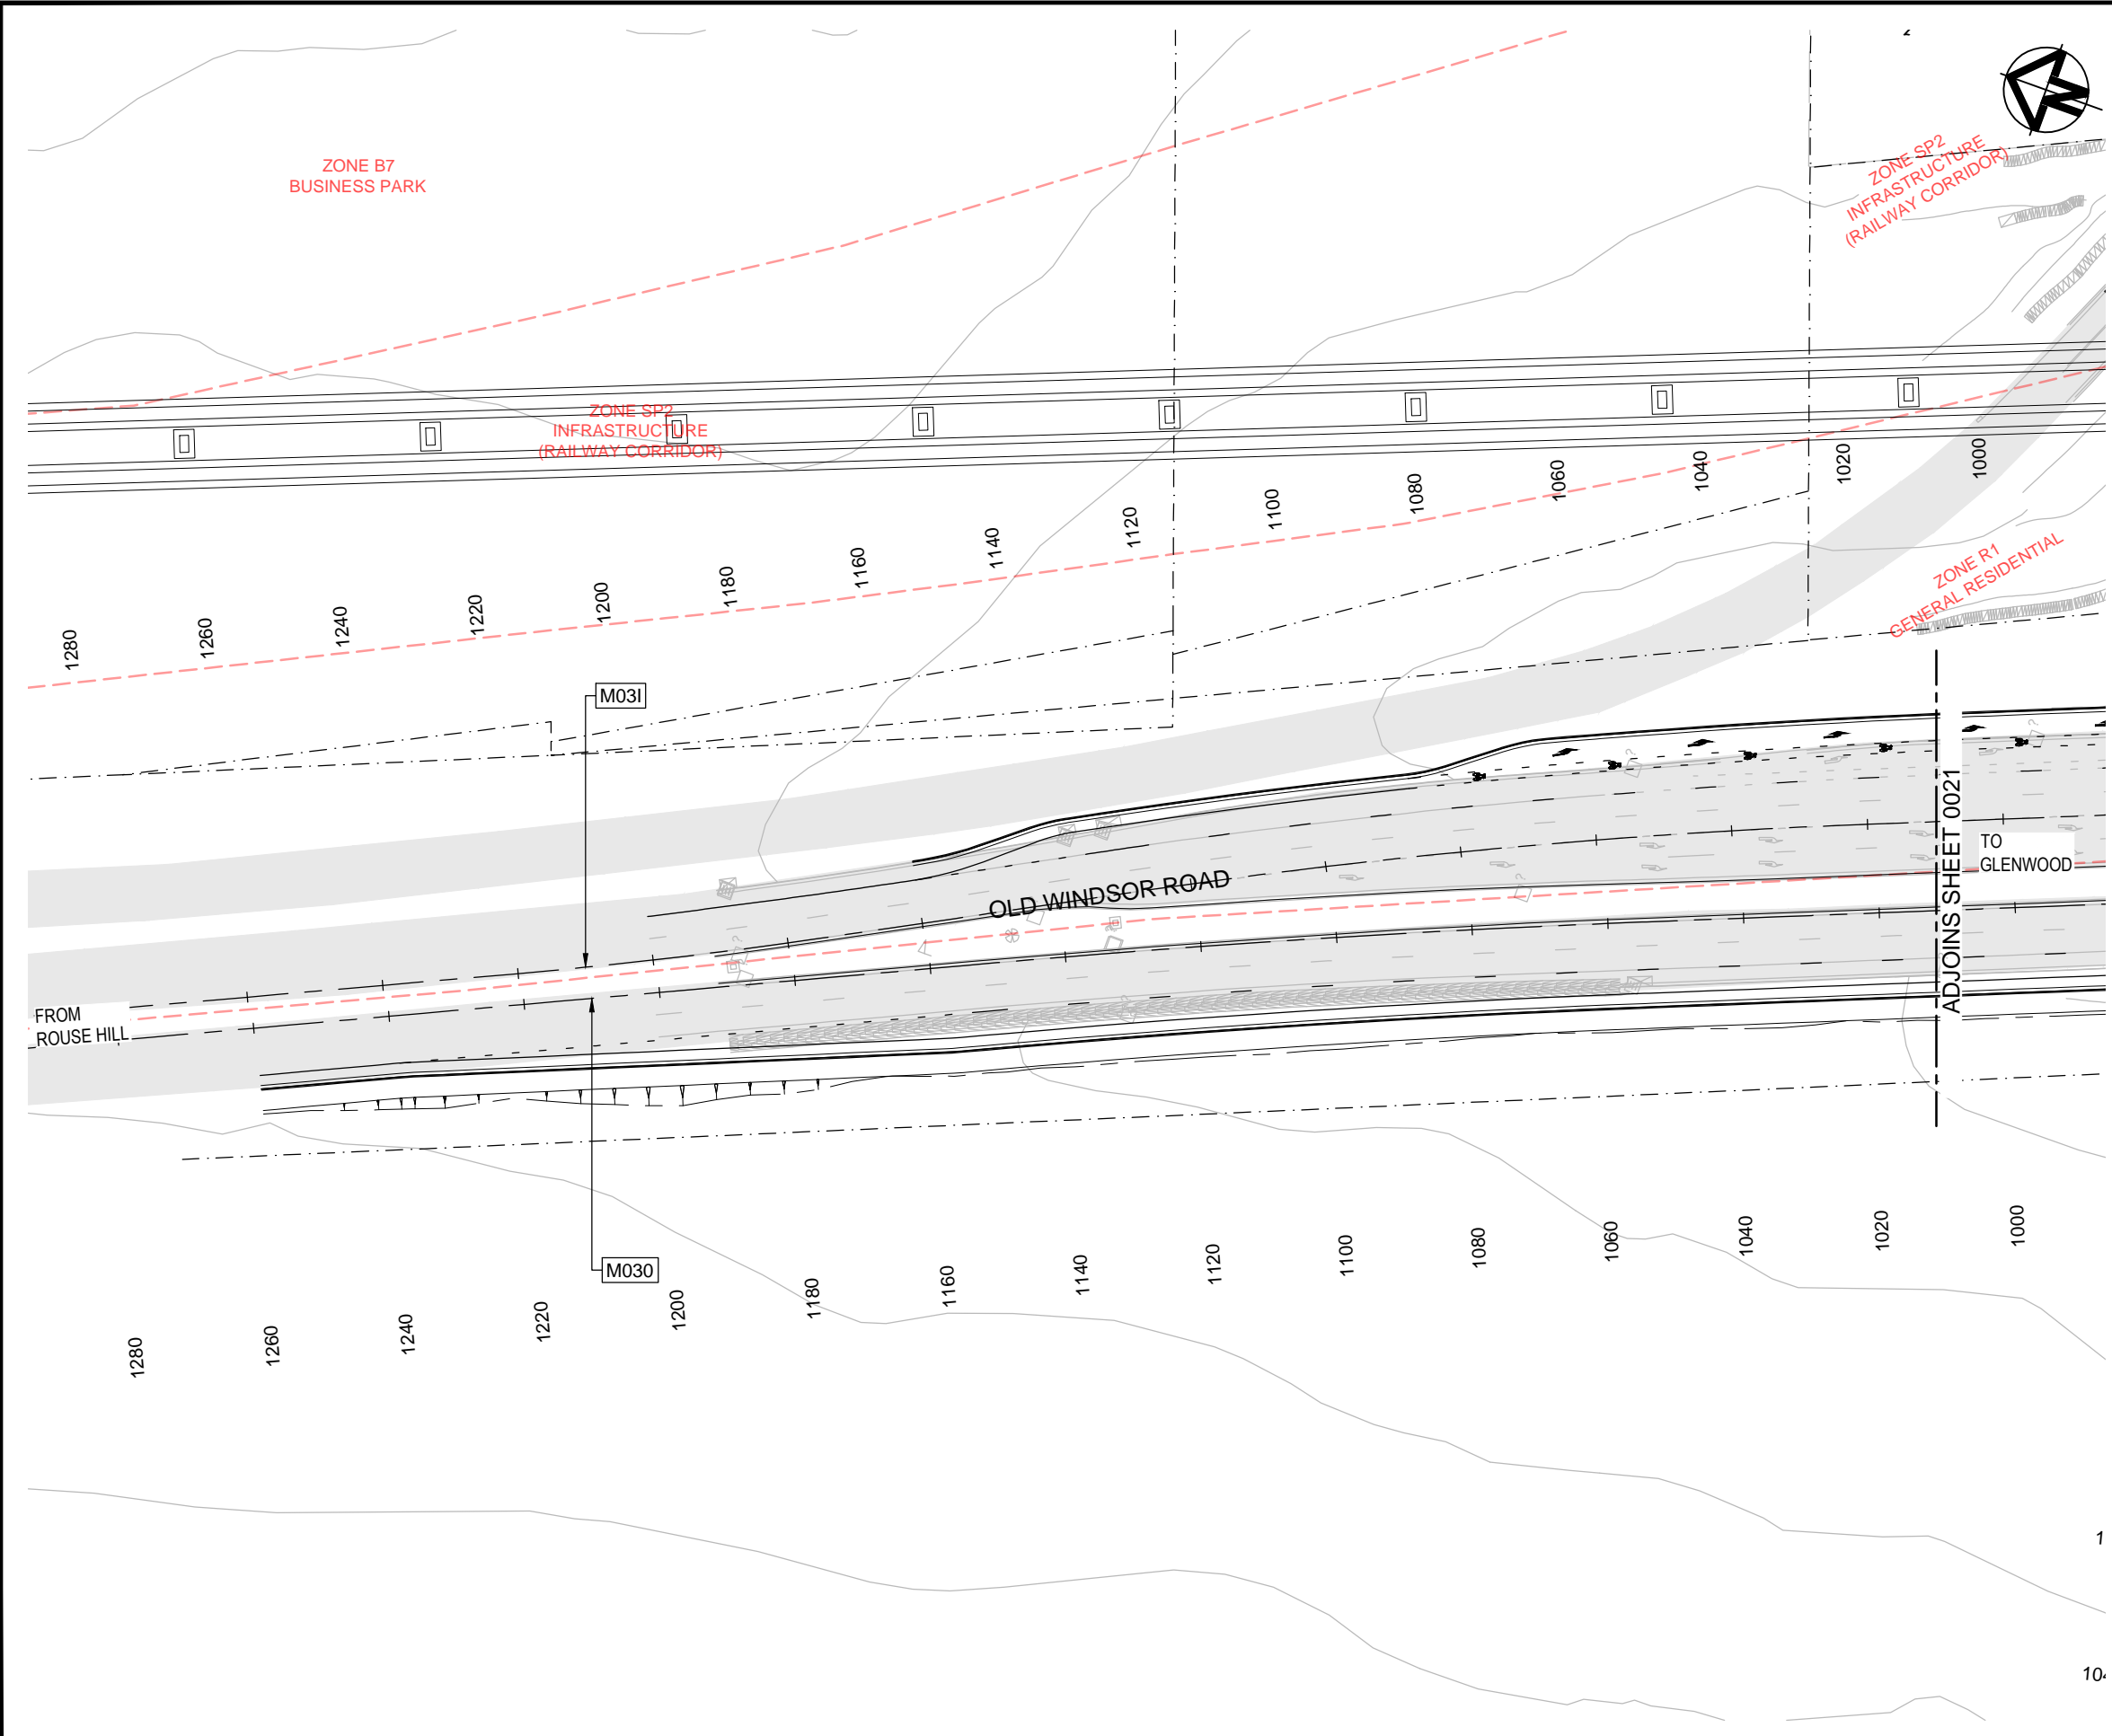 ZONE B7
BUSINESS PARK
N
ZONE SP2
INFRASTRUCTURE
(RAILWAY CORRIDOR)
ZONE SP2
INFRASTRUCTURE
(RAILWAY CORRIDOR)
1280
1260
1240
1220
1200
1180
1160
1140
1120
1100
1080
1060
1040
1020
1000
ZONE R1
GENERAL RESIDENTIAL
M03I
OLD WINDSOR ROAD
ADJOINS SHEET 0021
TO
GLENWOOD
FROM
ROUSE HILL
M030
1280
1260
1240
1220
1200
1180
1160
1140
1120
1100
1080
1060
1040
1020
1000